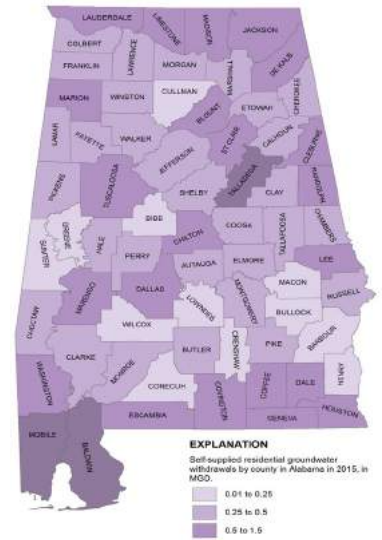 LAUDERDALE
LIMESTONE
MADISON
JACKSON
COLBERT
LAWRENCE
FRANKLIN
MORGAN
MARSHALL
DE KALB
MARION
WINSTON
CULLMAN
ETOWAH
CHEROKEE
BLOUNT
LAMAR
FAYETTE
WALKER
ST CLAIR
CALHOUN
CLEBURNE
JEFFERSON
PICKENS
TUSCALOOSA
SHELBY
TALLADEGA
CLAY
RANDOLPH
BIBB
GREENE
SUMTER
HALE
PERRY
CHILTON
COOSA
TALLAPOOSA
CHAMBERS
AUTAUGA
ELMORE
LEE
MARENGO
DALLAS
LOWNDES
MONTGOMERY
MACON
RUSSELL
BULLOCK
CHOCTAW
WILCOX
BARBOUR
CLARKE
MONROE
BUTLER
CRENSHAW
PIKE
CONECUH
WASHINGTON
COVINGTON
COFFEE
DALE
HENRY
ESCAMBIA
GENEVA
HOUSTON
MOBILE
BALDWIN
EXPLANATION
Self-supplied residential groundwater
withdrawals by county in Alabama in 2015, in
MGD.
0.01 to 0.25
0.25 to 0.5
0.5 to 1.5